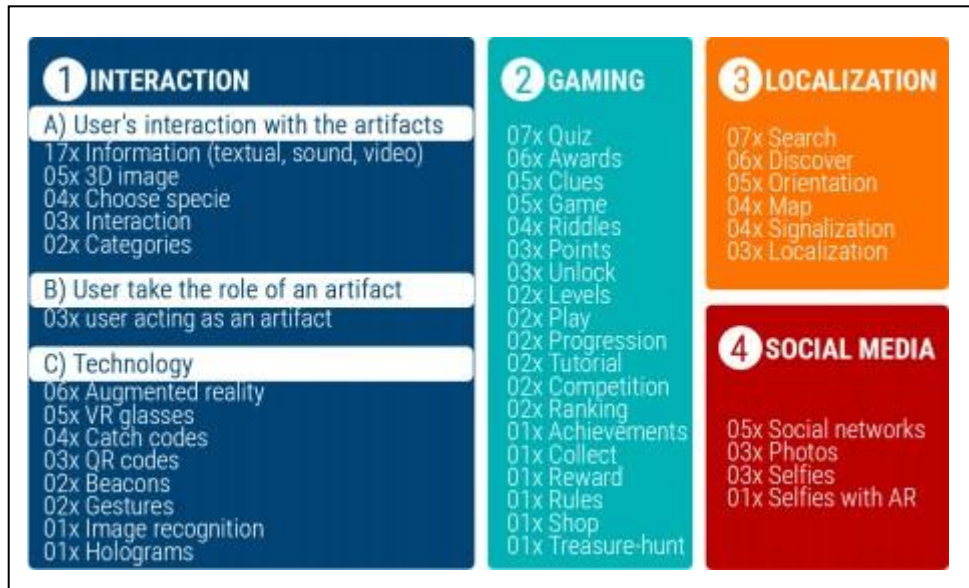 1 INTERACTION
A) User's interaction with the artifacts
17x Information (textual, sound, video)
05x 3D image
04x Choose specie
03x Interaction
02x Categories
B) User take the role of an artifact
03x user acting as an artifact
C) Technology
06x Augmented reality
05x VR glasses
04x Catch codes
03x QR codes
02x Beacons
02x Gestures
01x Image recognition
01x Holograms
2 GAMING
07x Quiz
06x Awards
05x Clues
05x Game
04x Riddles
03x Points
03x Unlock
02x Levels
02x Play
02x Progression
02x Tutorial
02x Competition
02x Ranking
01x Achievements
01x Collect
01x Reward
01x Rules
01x Shop
01x Treasure-hunt
3 LOCALIZATION
07x Search
06x Discover
05x Orientation
04x Map
04x Signalization
03x Localization
4 SOCIAL MEDIA
05x Social networks
03x Photos
03x Selfies
01x Selfies with AR